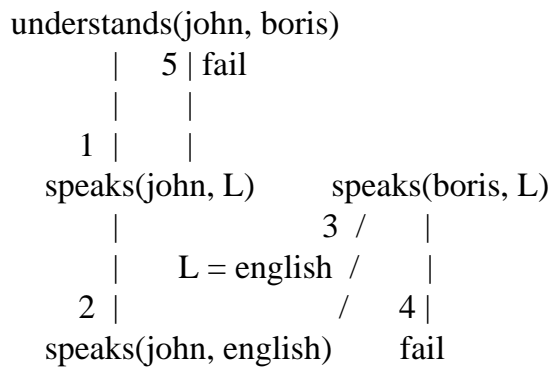 understands(john, boris)
| 5 | fail
| |
1 | |
speaks(john, L) speaks(boris, L)
| 3 / |
| L = english / |
2 | / 4 |
speaks(john, english) fail